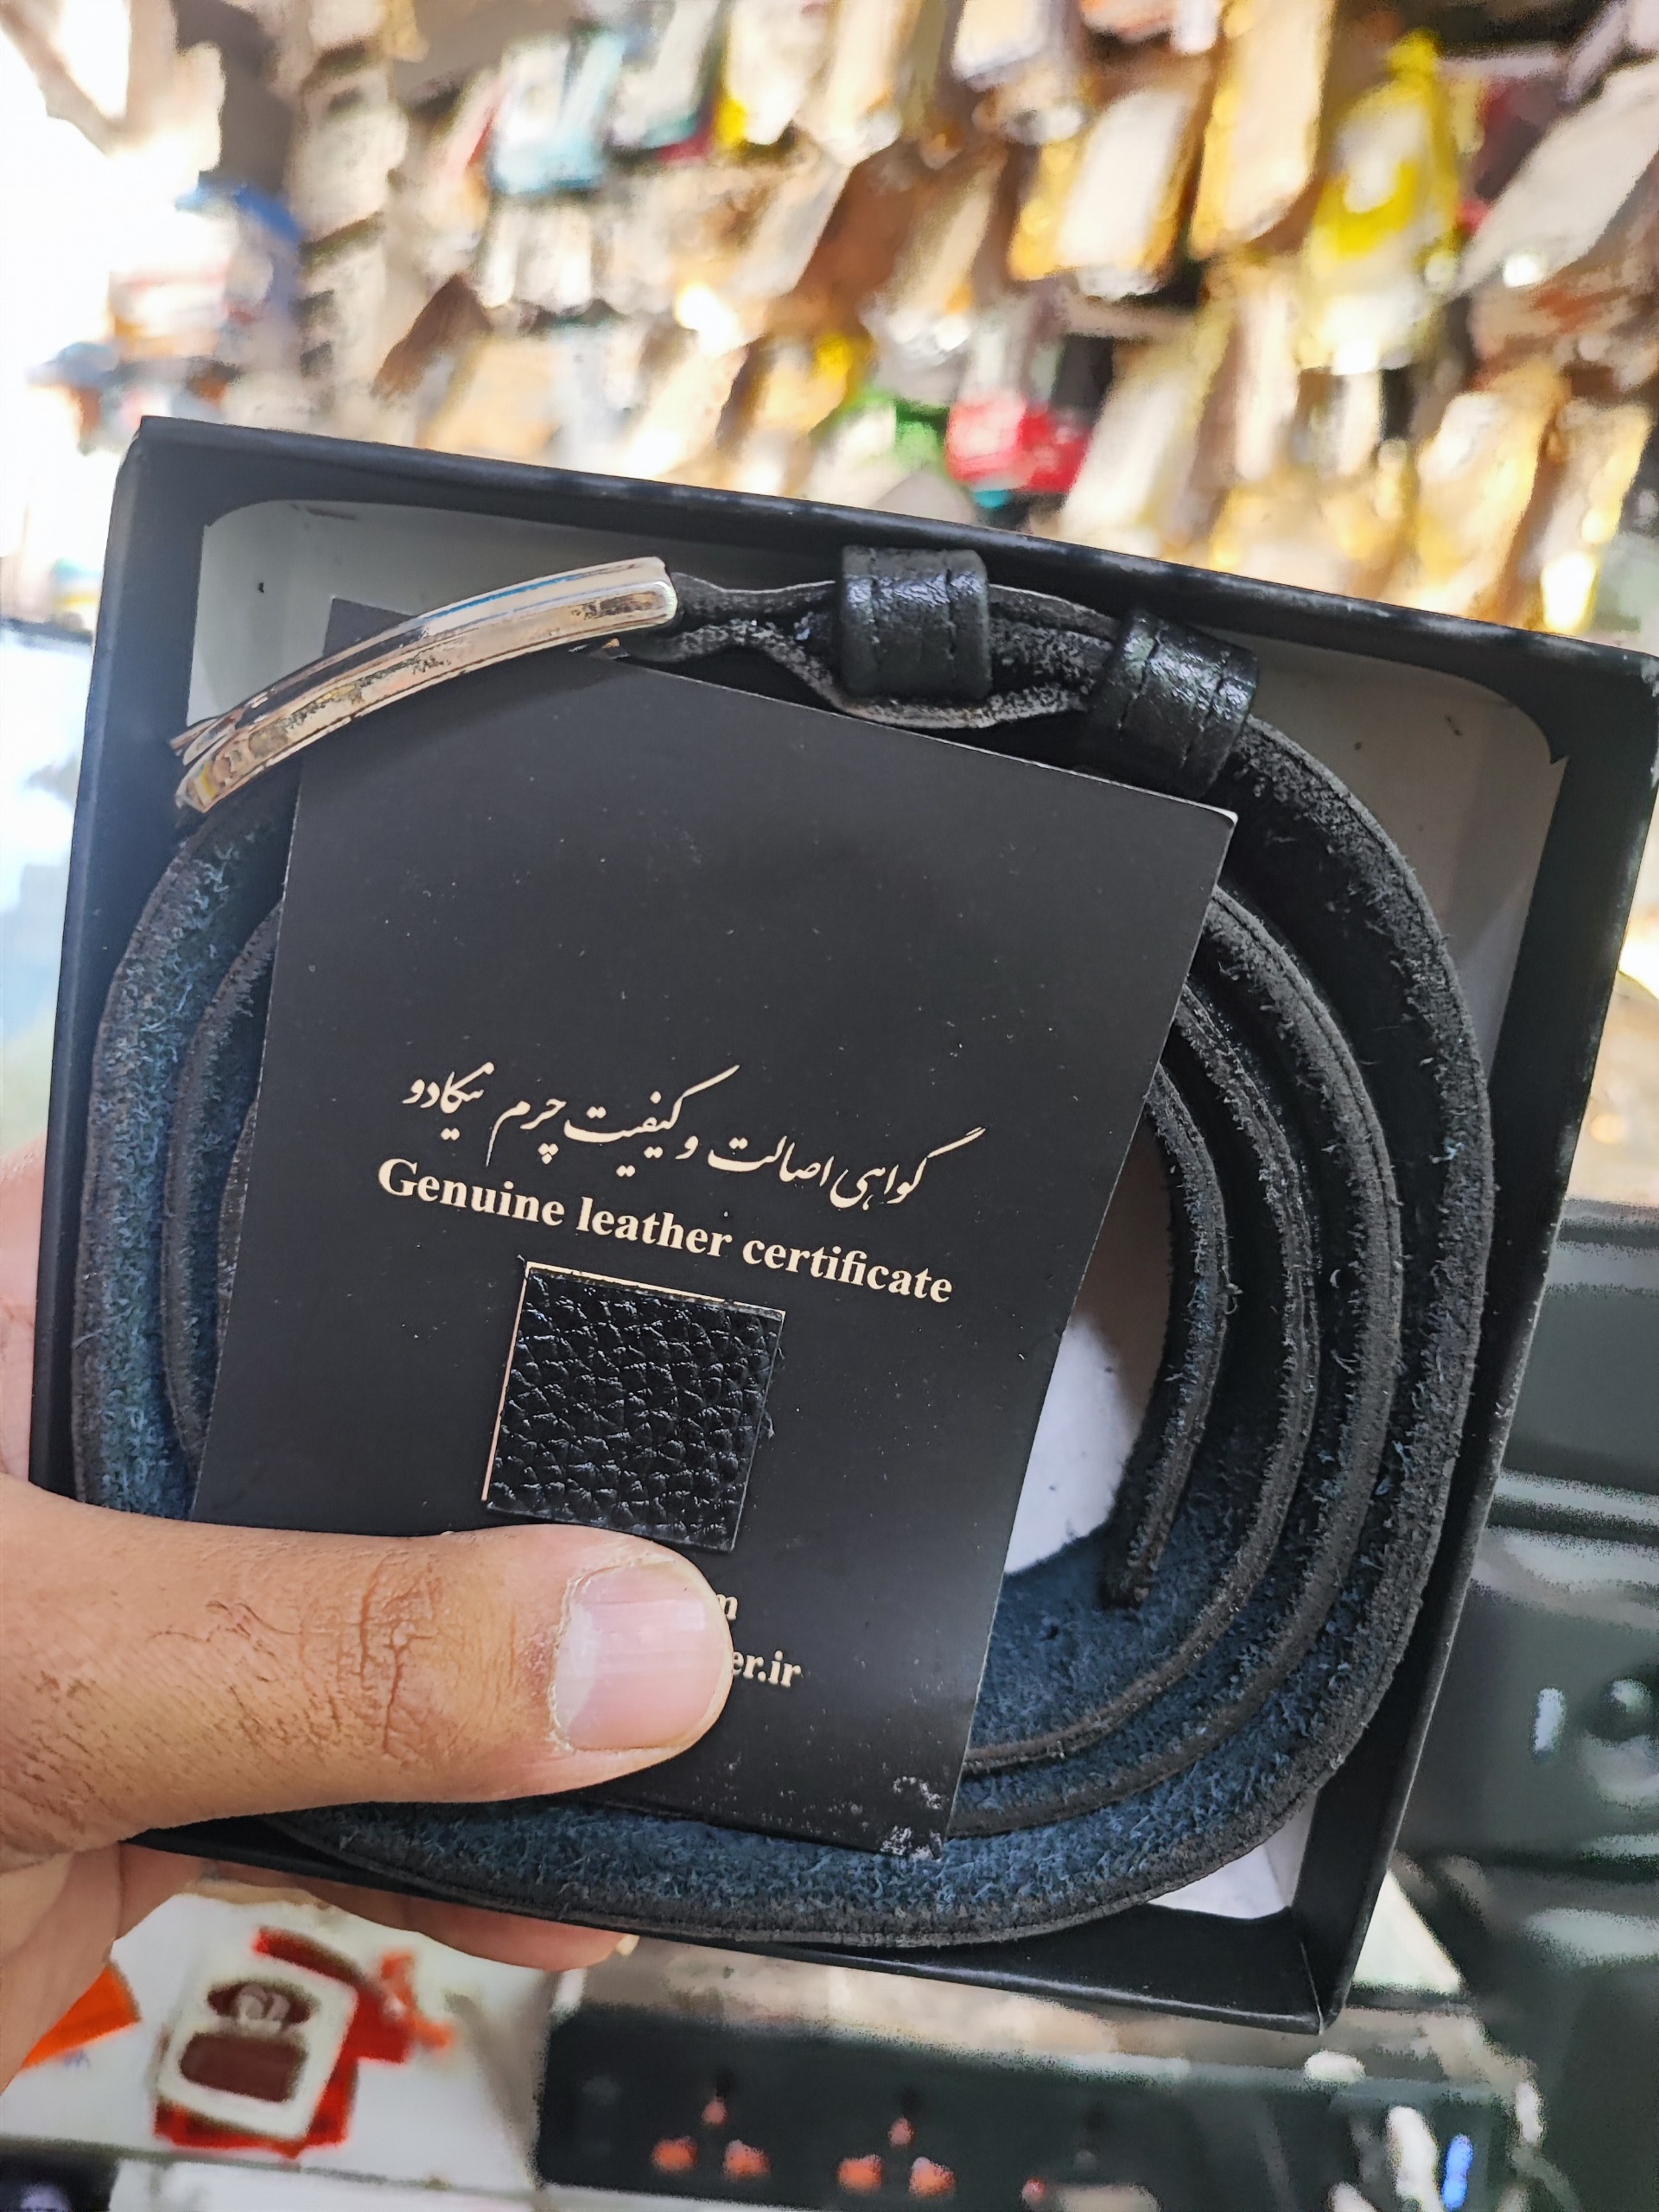 گواهی اصالت و کیفیت چرم نیکادو
Genuine leather certificate